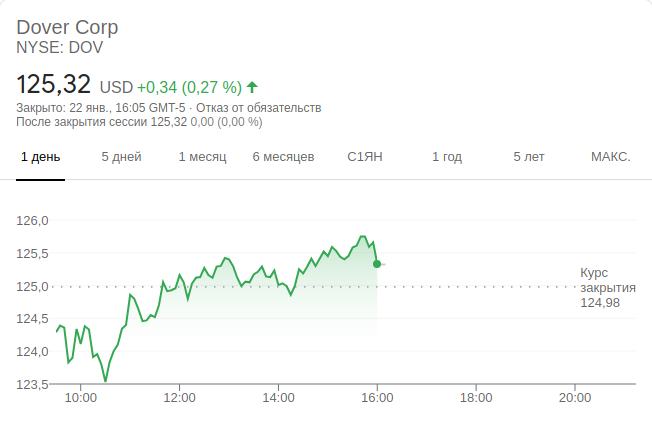 Dover Corp
NYSE: DOV
125,32 USD +0,34 (0,27 %)
Закрыто: 22 янв., 16:05 GMT-5 · Отказ от обязательств
После закрытия сессии 125,32 0,00 (0,00 %)
1 день 5 дней 1 месяц 6 месяцев С1ЯН 1 год 5 лет МАКС.
126,0
125,5
125,0
124,5
124,0
123,5
Курс
закрытия
124,98
10:00 12:00 14:00 16:00 18:00 20:00